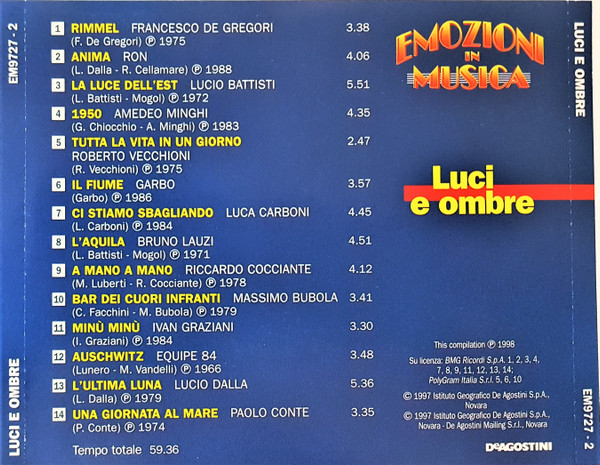 EM9727 - 2
LUCI E OMBRE
1 RIMMEL FRANCESCO DE GREGORI 3.38
(F. De Gregori) ℗ 1975
2 ANIMA RON 4.06
(L. Dalla - R. Cellamare) ℗ 1988
3 LA LUCE DELL'EST LUCIO BATTISTI 5.51
(L. Battisti - Mogol) ℗ 1972
4 1950 AMEDEO MINGHI 4.35
(G. Chiocchio - A. Minghi) ℗ 1983
5 TUTTA LA VITA IN UN GIORNO 2.47
ROBERTO VECCHIONI
(R. Vecchioni) ℗ 1975
6 IL FIUME GARBO 3.57
(Garbo) ℗ 1986
7 CI STIAMO SBAGLIANDO LUCA CARBONI 4.45
(L. Carboni) ℗ 1984
8 L'AQUILA BRUNO LAUZI 4.51
(L. Battisti - Mogol) ℗ 1971
9 A MANO A MANO RICCARDO COCCIANTE 4.12
(M. Luberti - R. Cocciante) ℗ 1978
10 BAR DEI CUORI INFRANTI MASSIMO BUBOLA 3.41
(C. Facchini - M. Bubola) ℗ 1979
11 MINÙ MINÙ IVAN GRAZIANI 3.30
(I. Graziani) ℗ 1984
12 AUSCHWITZ EQUIPE 84 3.48
(Lunero - M. Vandelli) ℗ 1966
13 L'ULTIMA LUNA LUCIO DALLA 5.36
(L. Dalla) ℗ 1979
14 UNA GIORNATA AL MARE PAOLO CONTE 3.35
(P. Conte) ℗ 1974
Tempo totale 59.36
EMOZIONI
IN
MUSICA
Luci
e ombre
This compilation ℗ 1998
Su licenza: BMG Ricordi S.p.A. 1, 2, 3, 4,
7, 8, 9, 11, 12, 13, 14;
PolyGram Italia S.r.l. 5, 6, 10
© 1997 Istituto Geografico De Agostini S.p.A.,
Novara
© 1997 Istituto Geografico De Agostini S.p.A.,
Novara - De Agostini Mailing S.r.l., Novara
DEAGOSTINI
LUCI E OMBRE
EM9727 - 2